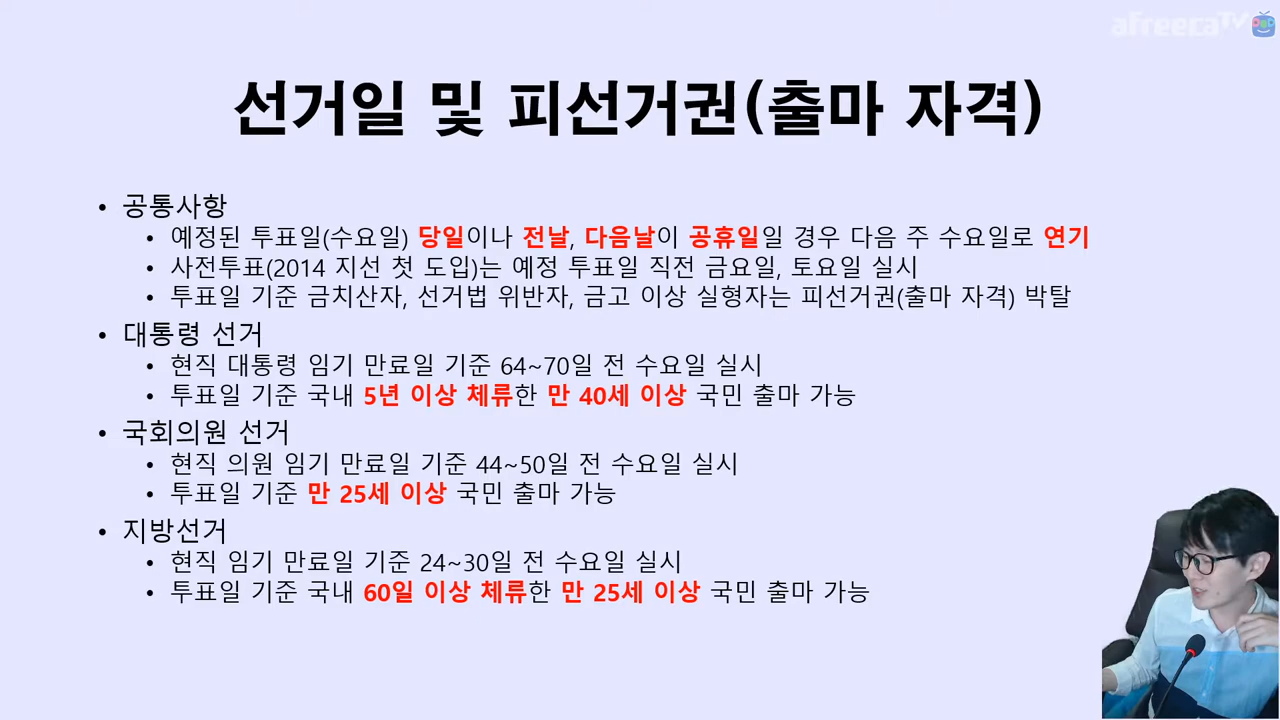 afreecaTV
선거일 및 피선거권(출마 자격)
• 공통사항
• 예정된 투표일(수요일) 당일이나 전날, 다음날이 공휴일일 경우 다음 주 수요일로 연기
• 사전투표(2014 지선 첫 도입)는 예정 투표일 직전 금요일, 토요일 실시
• 투표일 기준 금치산자, 선거법 위반자, 금고 이상 실형자는 피선거권(출마 자격) 박탈
• 대통령 선거
• 현직 대통령 임기 만료일 기준 64~70일 전 수요일 실시
• 투표일 기준 국내 5년 이상 체류한 만 40세 이상 국민 출마 가능
• 국회의원 선거
• 현직 의원 임기 만료일 기준 44~50일 전 수요일 실시
• 투표일 기준 만 25세 이상 국민 출마 가능
• 지방선거
• 현직 임기 만료일 기준 24~30일 전 수요일 실시
• 투표일 기준 국내 60일 이상 체류한 만 25세 이상 국민 출마 가능